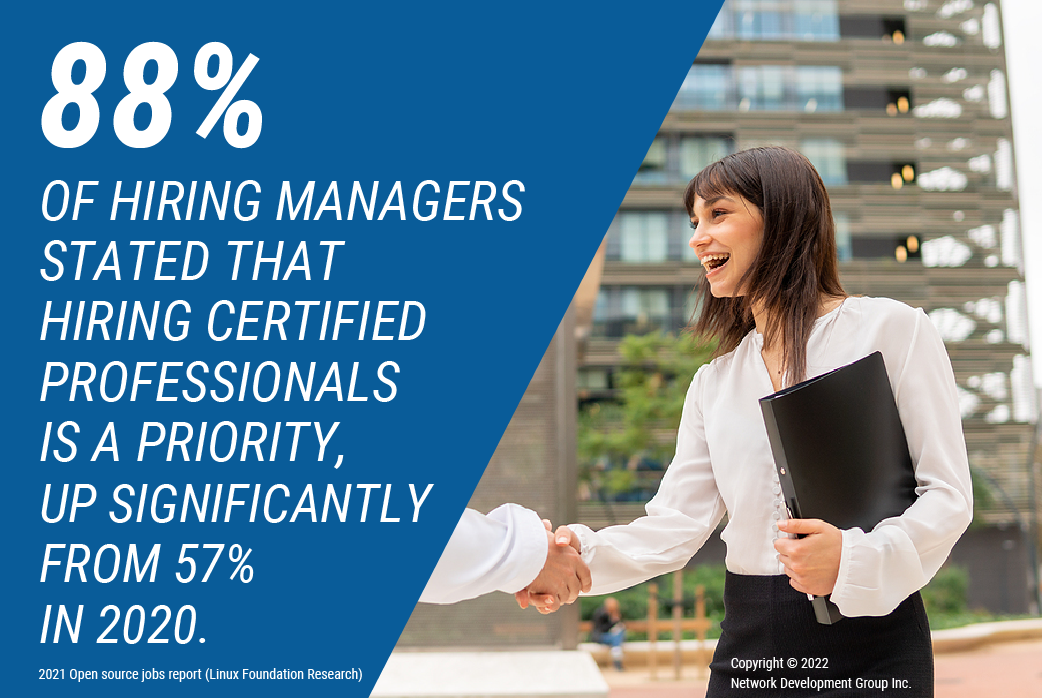 88%
OF HIRING MANAGERS
STATED THAT
HIRING CERTIFIED
PROFESSIONALS
IS A PRIORITY,
UP SIGNIFICANTLY
FROM 57%
IN 2020.
2021 Open source jobs report (Linux Foundation Research)
Copyright © 2022
Network Development Group Inc.